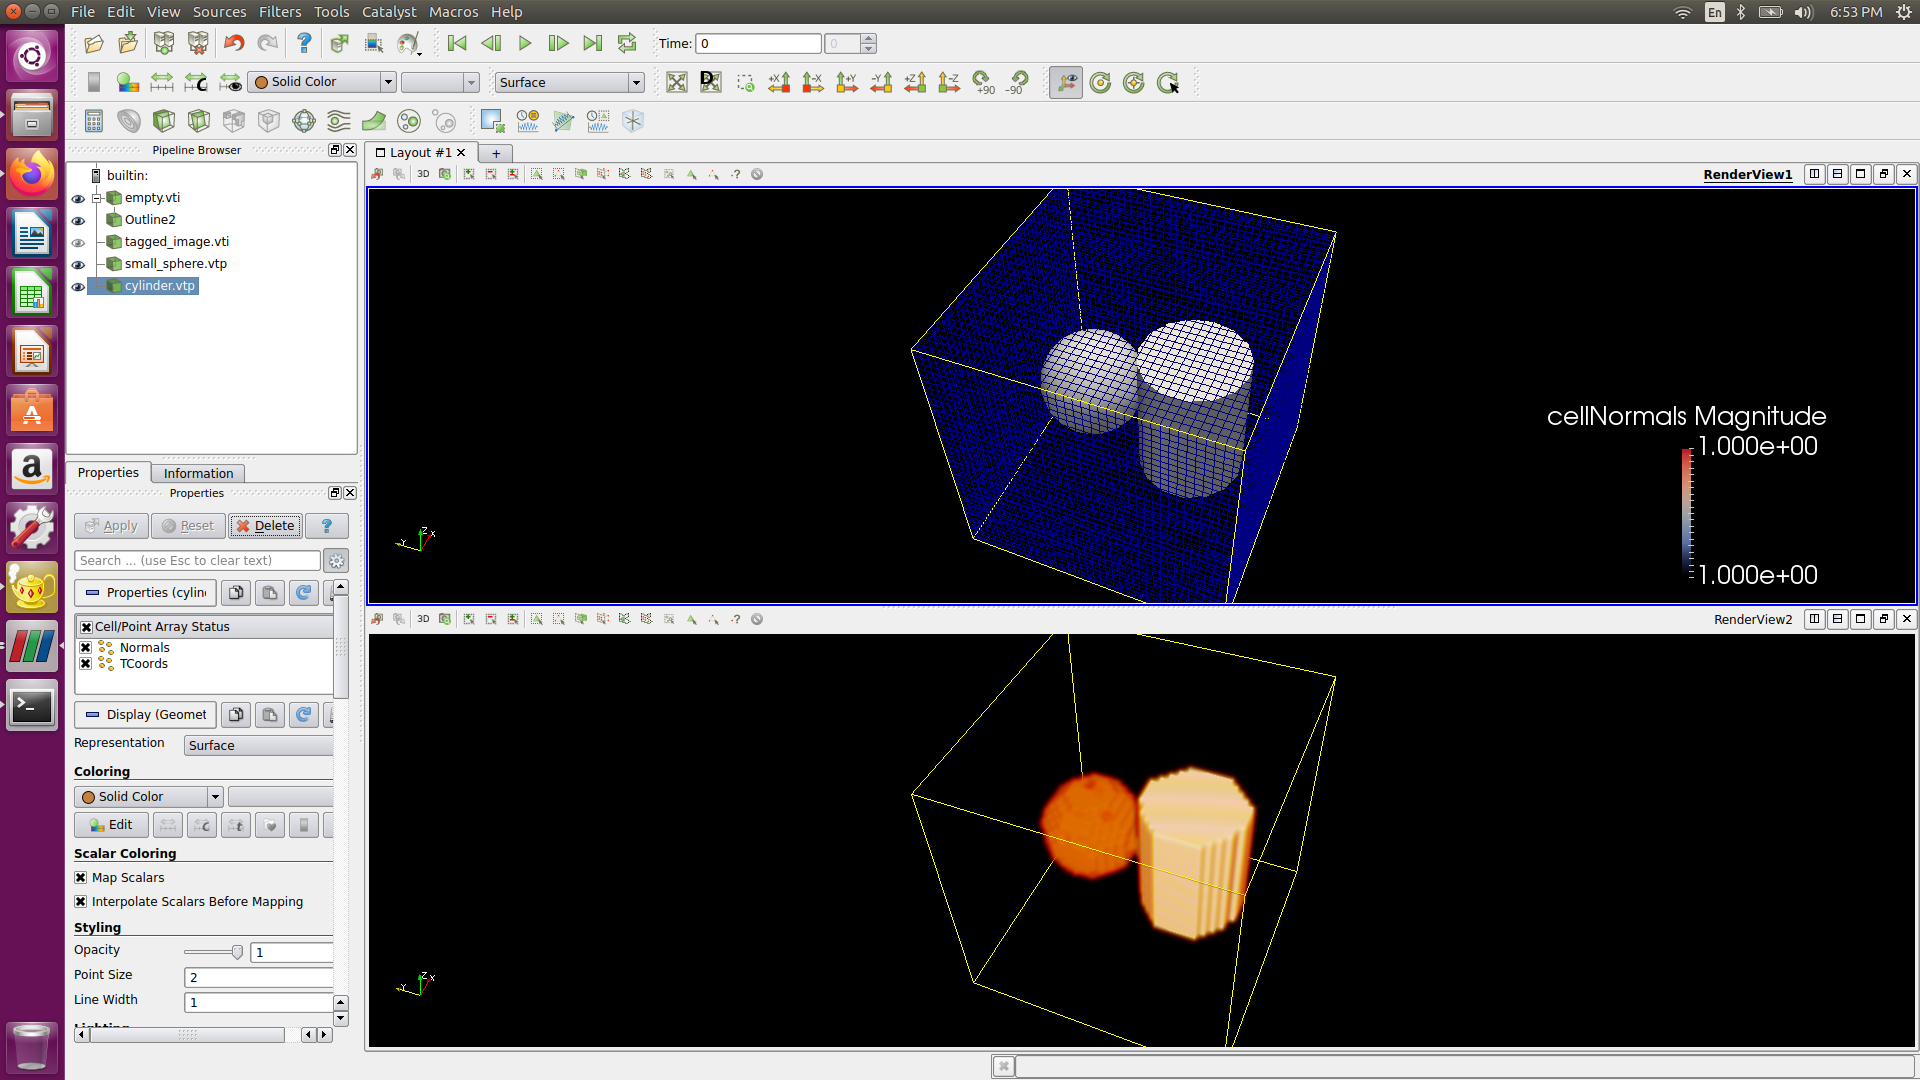 File Edit View Sources Filters Tools Catalyst Macros Help
En 6:53 PM
Time: 0 0
Solid Color Surface +X -X +Y -Y +Z -Z +90 -90
Pipeline Browser
Layout #1 +
builtin:
3D RenderView1
empty.vti
Outline2
tagged_image.vti
small_sphere.vtp
cylinder.vtp
cellNormals Magnitude
1.000e+00
1.000e+00
Z X
Y
Properties Information
Properties
Apply Reset Delete ?
Search ... (use Esc to clear text)
Properties (cylin
Cell/Point Array Status
Normals
TCoords
3D RenderView2
Display (Geomet
Representation Surface
Coloring
Solid Color
Edit
Scalar Coloring
Map Scalars
Interpolate Scalars Before Mapping
Styling
Opacity 1
Point Size 2
Line Width 1
Z X
Y